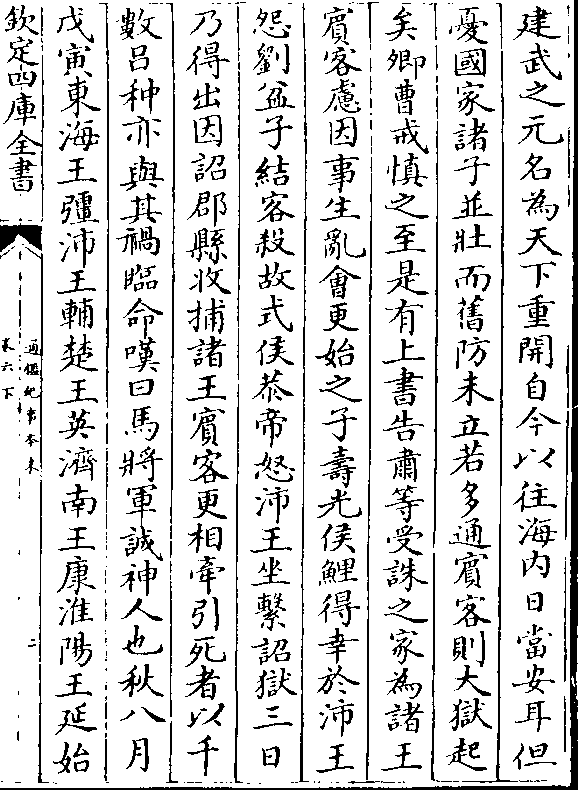 建武之元名為天下重開自今以往海内日當安耳但
憂國家諸子並壯而舊防未立若多通賓客則大獄起
矣卿曹戒慎之至是有上書告肅等受誅之家為諸王
賓客慮因事生亂會更始之子壽光侯鯉得幸於沛王
怨劉盆子結客殺故式侯恭帝怒沛王坐繫詔獄三日
乃得出因詔郡縣收捕諸王賓客更相牽引死者以千
數吕种亦與其禍臨命嘆曰馬將軍誠神人也秋八月
戊寅東海王彊沛王輔楚王英濟南王康淮陽王延始
欽定四庫全書
通鑑紀事本末
卷六下
二